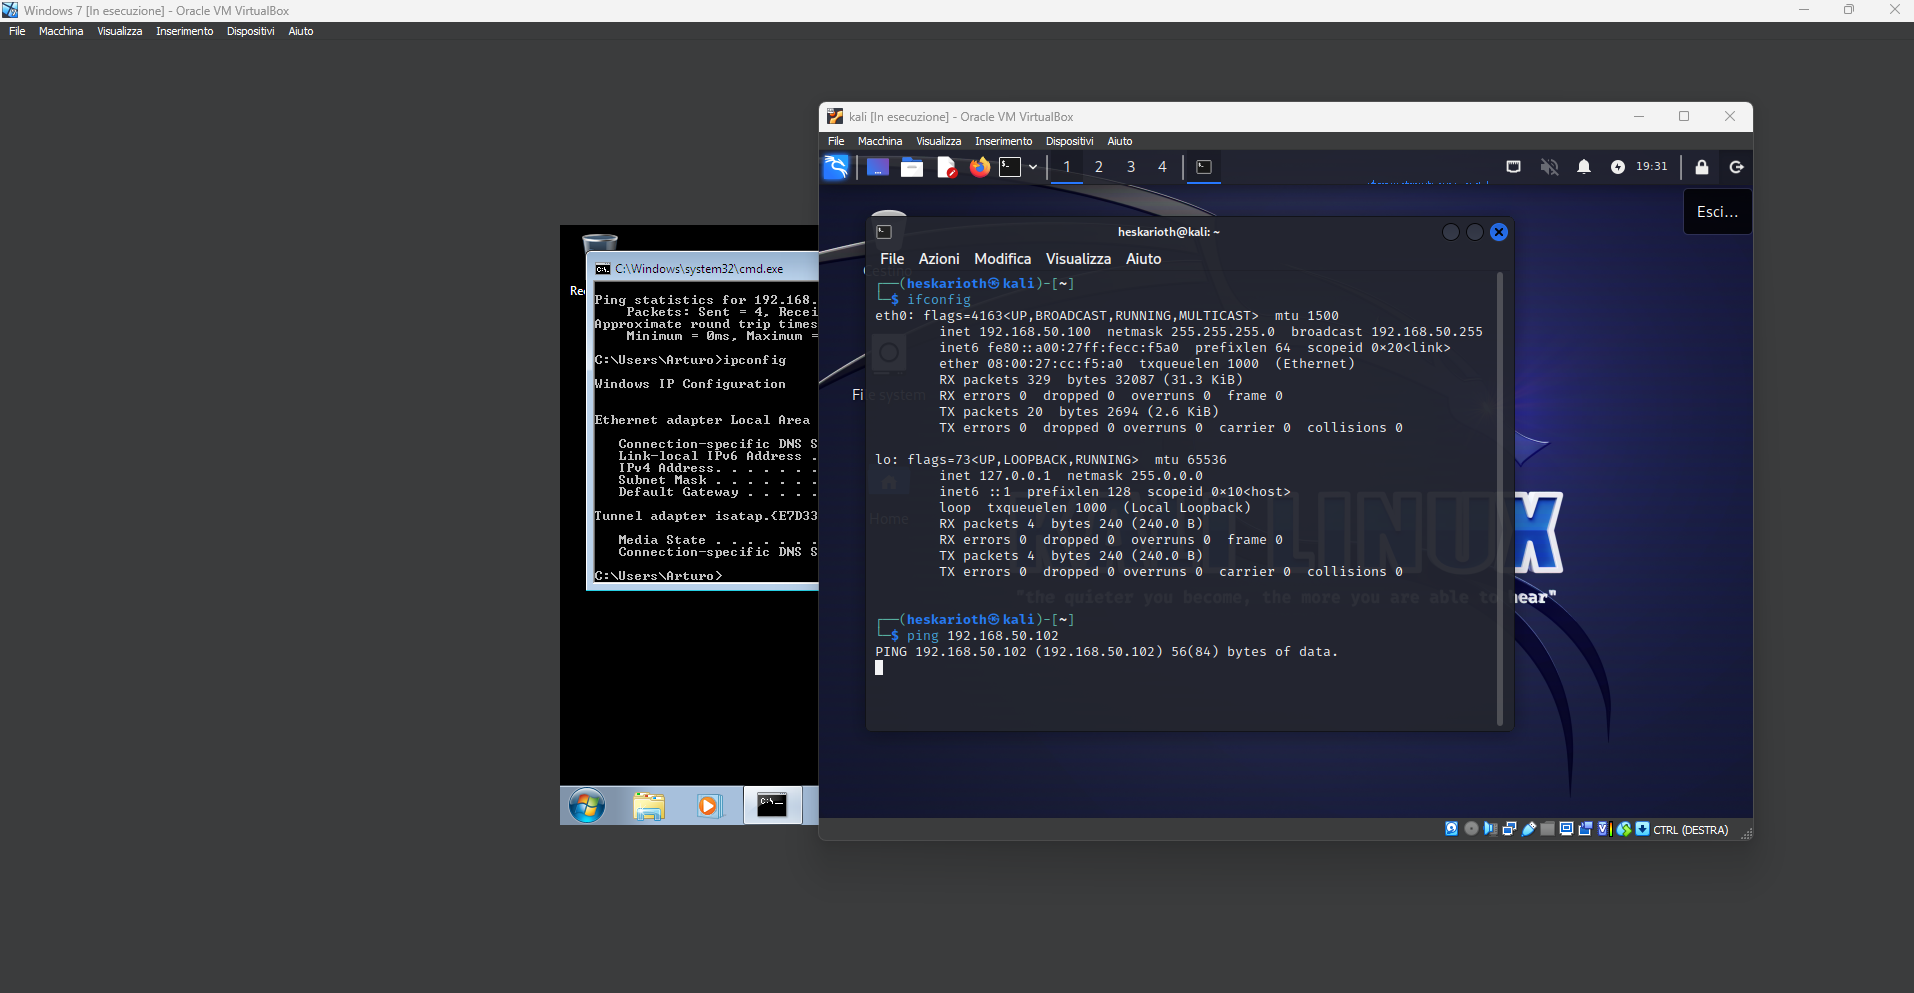 Windows 7 [In esecuzione] - Oracle VM VirtualBox
File Macchina Visualizza Inserimento Dispositivi Aiuto
C:\Windows\system32\cmd.exe
Ping statistics for 192.168.
Packets: Sent = 4, Recei
Approximate round trip times
Minimum = 0ms, Maximum =
C:\Users\Arturo>ipconfig
Windows IP Configuration
Ethernet adapter Local Area
Connection-specific DNS S
Link-local IPv6 Address .
IPv4 Address. . . . . . .
Subnet Mask . . . . . . .
Default Gateway . . . . .
Tunnel adapter isatap.{E7D33
Media State . . . . . . .
Connection-specific DNS S
C:\Users\Arturo>
kali [In esecuzione] - Oracle VM VirtualBox
File Macchina Visualizza Inserimento Dispositivi Aiuto
1 2 3 4 19:31
Esci...
heskarioth@kali: ~
File Azioni Modifica Visualizza Aiuto
Cestino
File system
Home
┌──(heskarioth㉿kali)-[~]
└─$ ifconfig
eth0: flags=4163<UP,BROADCAST,RUNNING,MULTICAST>  mtu 1500
inet 192.168.50.100  netmask 255.255.255.0  broadcast 192.168.50.255
inet6 fe80::a00:27ff:fecc:f5a0  prefixlen 64  scopeid 0×20<link>
ether 08:00:27:cc:f5:a0  txqueuelen 1000  (Ethernet)
RX packets 329  bytes 32087 (31.3 KiB)
RX errors 0  dropped 0  overruns 0  frame 0
TX packets 20  bytes 2694 (2.6 KiB)
TX errors 0  dropped 0 overruns 0  carrier 0  collisions 0
lo: flags=73<UP,LOOPBACK,RUNNING>  mtu 65536
inet 127.0.0.1  netmask 255.0.0.0
inet6 ::1  prefixlen 128  scopeid 0×10<host>
loop  txqueuelen 1000  (Local Loopback)
RX packets 4  bytes 240 (240.0 B)
RX errors 0  dropped 0  overruns 0  frame 0
TX packets 4  bytes 240 (240.0 B)
TX errors 0  dropped 0 overruns 0  carrier 0  collisions 0
┌──(heskarioth㉿kali)-[~]
└─$ ping 192.168.50.102
PING 192.168.50.102 (192.168.50.102) 56(84) bytes of data.
KALI LINUX
"the quieter you become, the more you are able to hear"
CTRL (DESTRA)